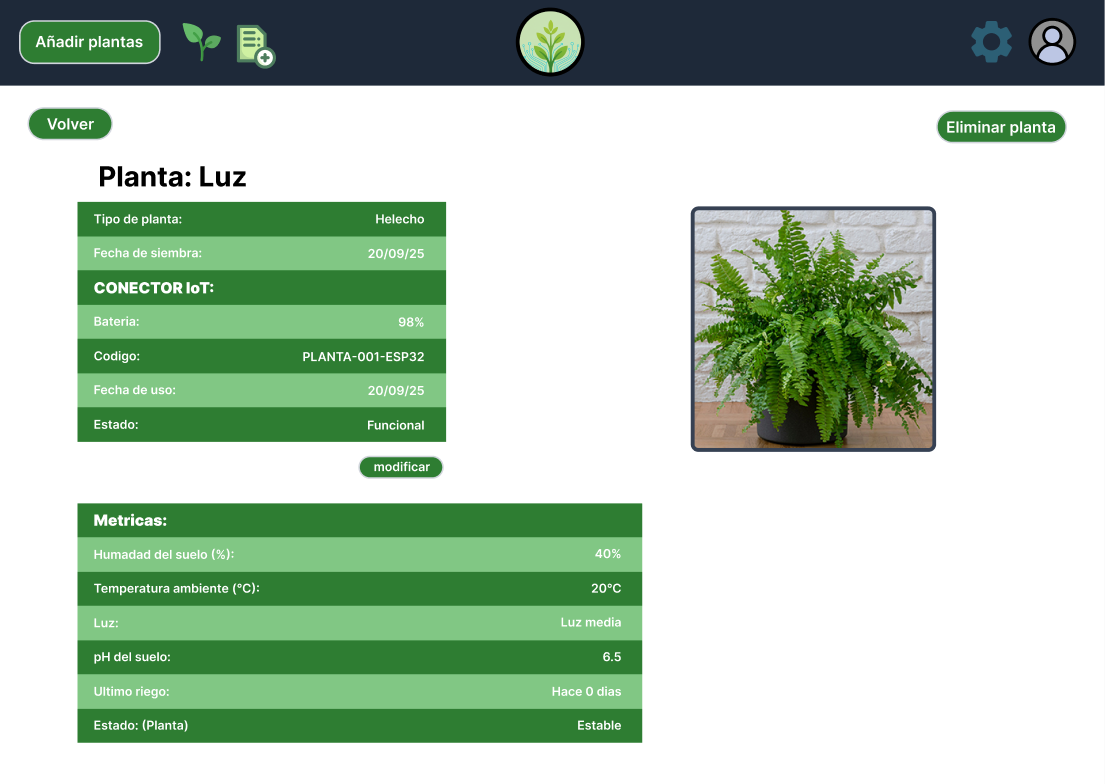 Añadir plantas
Volver
Eliminar planta
Planta: Luz
Tipo de planta: Helecho
Fecha de siembra: 20/09/25
CONECTOR IoT:
Bateria: 98%
Codigo: PLANTA-001-ESP32
Fecha de uso: 20/09/25
Estado: Funcional
modificar
Metricas:
Humadad del suelo (%): 40%
Temperatura ambiente (°C): 20°C
Luz: Luz media
pH del suelo: 6.5
Ultimo riego: Hace 0 dias
Estado: (Planta) Estable